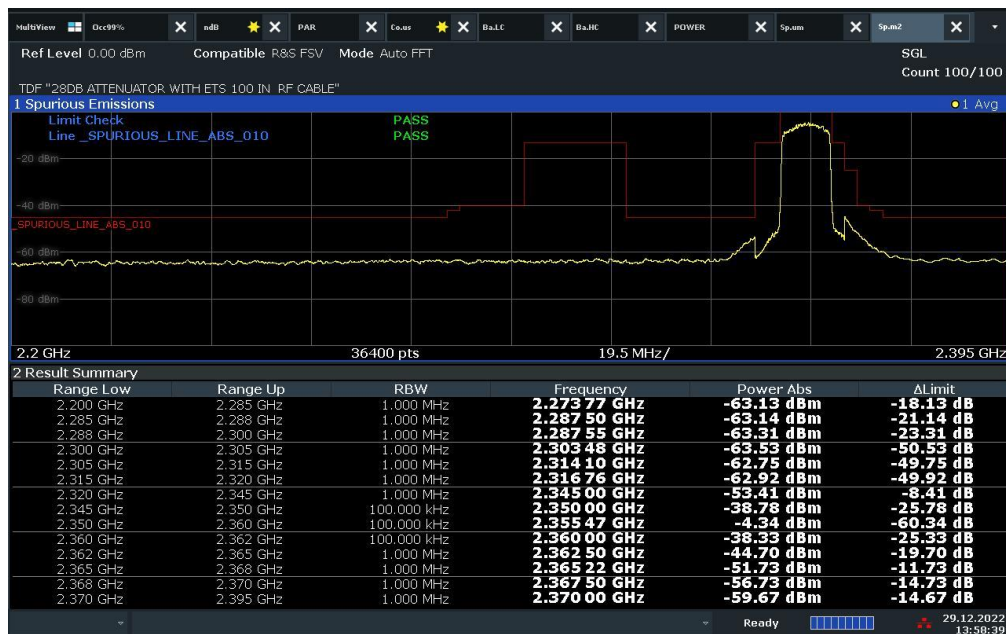 MultiView Occ99% ndB PAR Co.us Ba.LC Ba.HC POWER Sp.um Sp.m2
Ref Level 0.00 dBm Compatible R&S FSV Mode Auto FFT SGL
Count 100/100
TDF "28DB ATTENUATOR WITH ETS 100 IN RF CABLE"
1 Spurious Emissions 1 Avg
Limit Check PASS
Line _SPURIOUS_LINE_ABS_010 PASS
-20 dBm
-40 dBm
_SPURIOUS_LINE_ABS_010
-60 dBm
-80 dBm
2.2 GHz 36400 pts 19.5 MHz/ 2.395 GHz
2 Result Summary
Range Low Range Up RBW Frequency Power Abs ΔLimit
2.200 GHz 2.285 GHz 1.000 MHz 2.273 77 GHz -63.13 dBm -18.13 dB
2.285 GHz 2.288 GHz 1.000 MHz 2.287 50 GHz -63.14 dBm -21.14 dB
2.288 GHz 2.300 GHz 1.000 MHz 2.287 55 GHz -63.31 dBm -23.31 dB
2.300 GHz 2.305 GHz 1.000 MHz 2.303 48 GHz -63.53 dBm -50.53 dB
2.305 GHz 2.315 GHz 1.000 MHz 2.314 10 GHz -62.75 dBm -49.75 dB
2.315 GHz 2.320 GHz 1.000 MHz 2.316 76 GHz -62.92 dBm -49.92 dB
2.320 GHz 2.345 GHz 1.000 MHz 2.345 00 GHz -53.41 dBm -8.41 dB
2.345 GHz 2.350 GHz 100.000 kHz 2.350 00 GHz -38.78 dBm -25.78 dB
2.350 GHz 2.360 GHz 100.000 kHz 2.355 47 GHz -4.34 dBm -60.34 dB
2.360 GHz 2.362 GHz 100.000 kHz 2.360 00 GHz -38.33 dBm -25.33 dB
2.362 GHz 2.365 GHz 1.000 MHz 2.362 50 GHz -44.70 dBm -19.70 dB
2.365 GHz 2.368 GHz 1.000 MHz 2.365 22 GHz -51.73 dBm -11.73 dB
2.368 GHz 2.370 GHz 1.000 MHz 2.367 50 GHz -56.73 dBm -14.73 dB
2.370 GHz 2.395 GHz 1.000 MHz 2.370 00 GHz -59.67 dBm -14.67 dB
Ready 29.12.2022
13:58:39